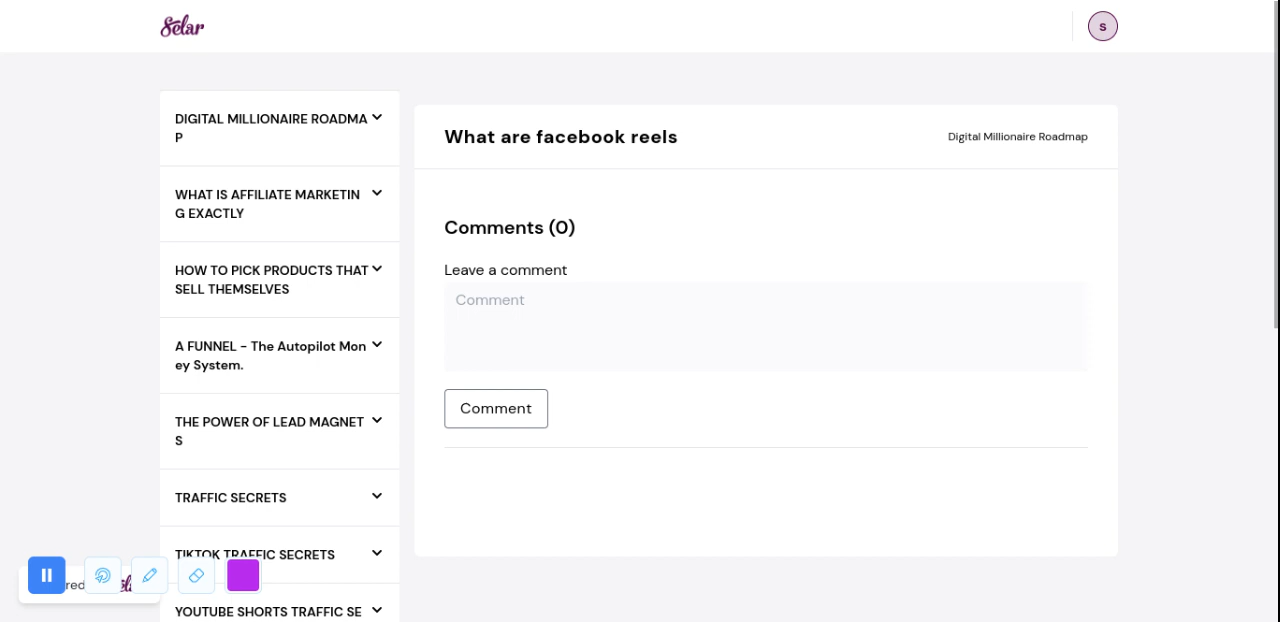 Selar
S
DIGITAL MILLIONAIRE ROADMA
P
WHAT IS AFFILIATE MARKETIN
G EXACTLY
HOW TO PICK PRODUCTS THAT
SELL THEMSELVES
A FUNNEL - The Autopilot Mon
ey System.
THE POWER OF LEAD MAGNET
S
TRAFFIC SECRETS
TIKTOK TRAFFIC SECRETS
YOUTUBE SHORTS TRAFFIC SE
What are facebook reels
Digital Millionaire Roadmap
Comments (0)
Leave a comment
Comment
Comment